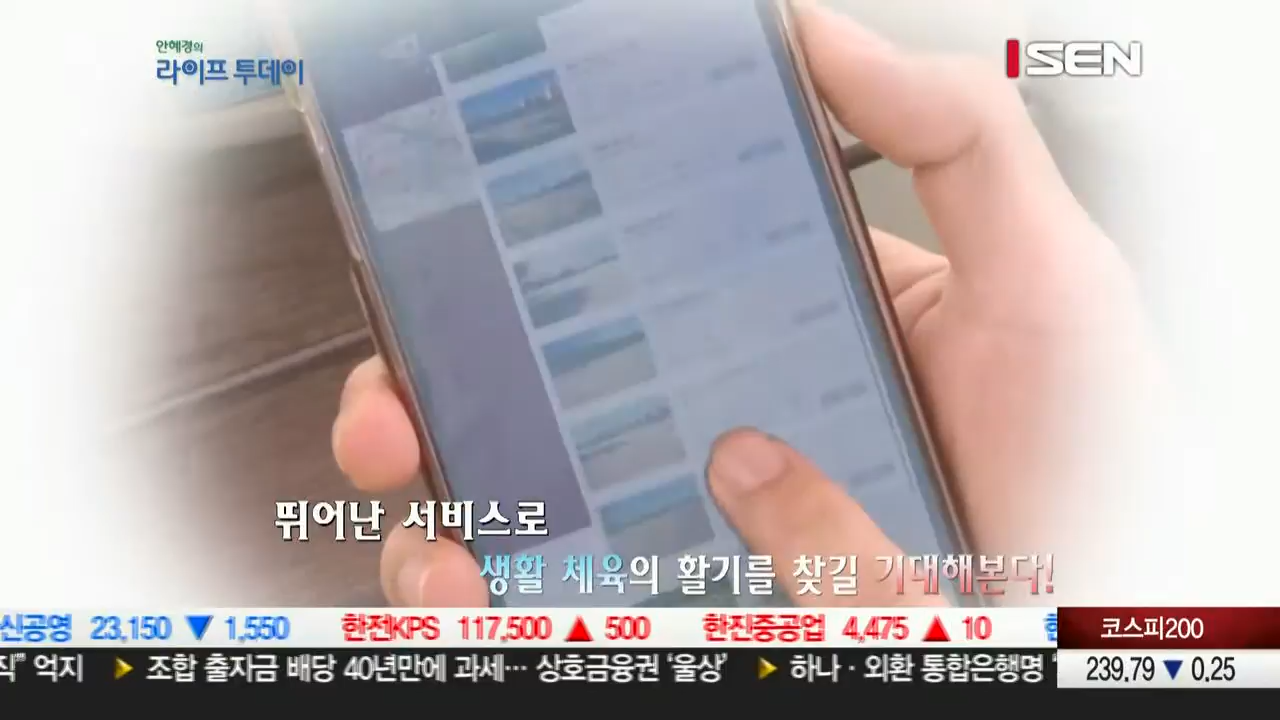 안혜경의
라이프 투데이
SEN
뛰어난 서비스로
생활 체육의 활기를 찾길 기대해본다!
신공영 23,150 ▼ 1,550 한전KPS 117,500 ▲ 500 한진중공업 4,475 ▲ 10
코스피200
직” 억지 ▶ 조합 출자금 배당 40년만에 과세… 상호금융권 ‘울상’ ▶ 하나·외환 통합은행명
239.79 ▼ 0.25